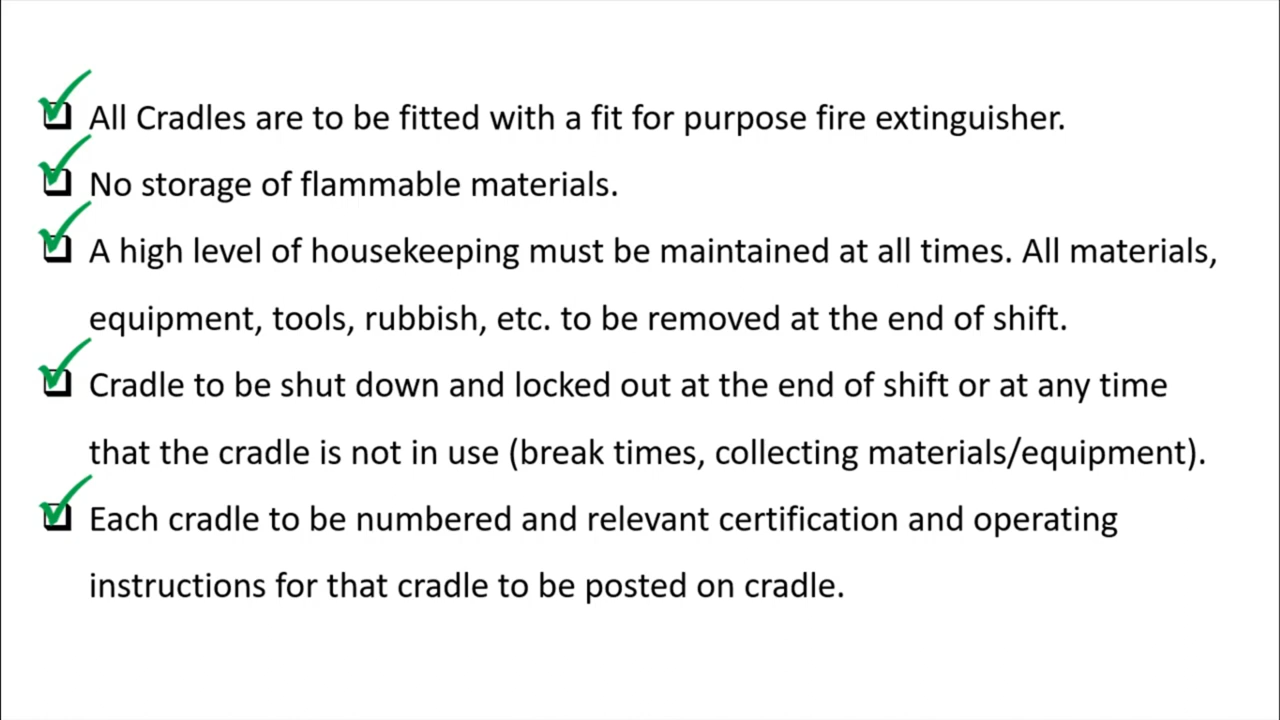 All Cradles are to be fitted with a fit for purpose fire extinguisher.
No storage of flammable materials.
A high level of housekeeping must be maintained at all times. All materials,
equipment, tools, rubbish, etc. to be removed at the end of shift.
Cradle to be shut down and locked out at the end of shift or at any time
that the cradle is not in use (break times, collecting materials/equipment).
Each cradle to be numbered and relevant certification and operating
instructions for that cradle to be posted on cradle.